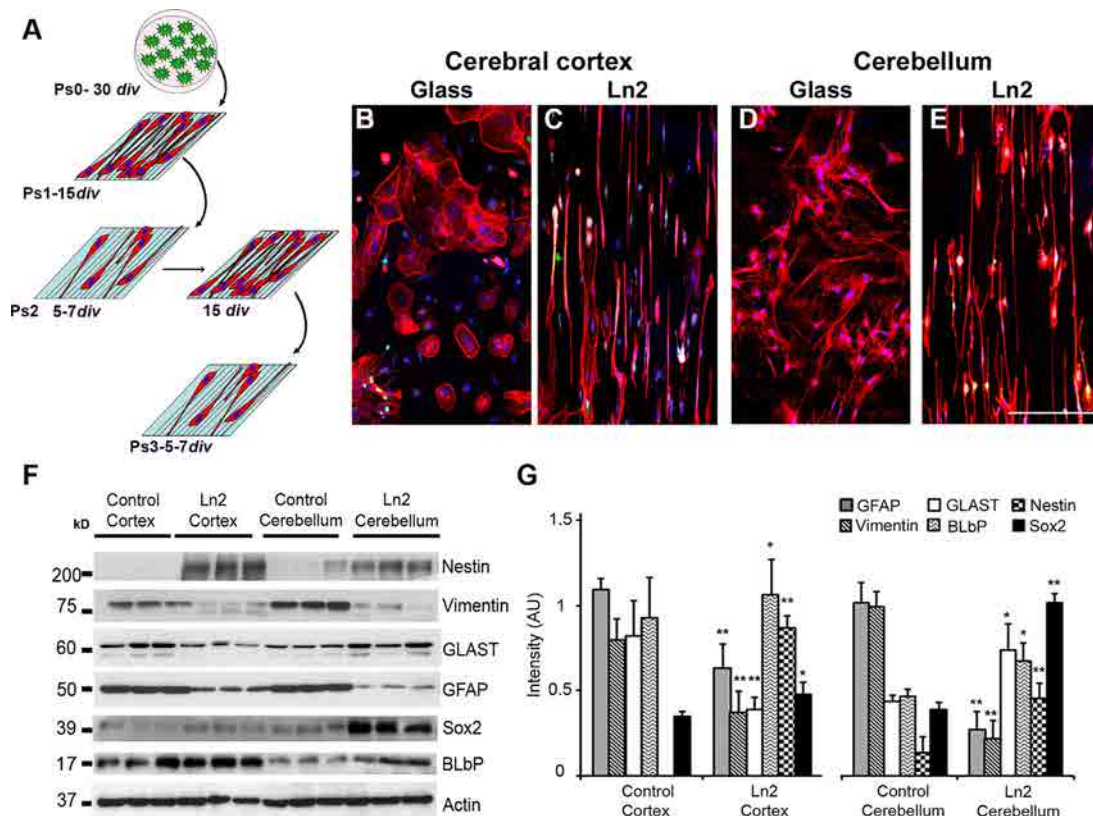 A
Ps0- 30 div
Ps1-15div
Ps2 5-7div
15 div
Ps3-5-7div
Cerebral cortex
Cerebellum
Glass
Ln2
Glass
Ln2
B
C
D
E
F
Control
Cortex
Ln2
Cortex
Control
Cerebellum
Ln2
Cerebellum
kD
200
Nestin
75
Vimentin
60
GLAST
50
GFAP
39
Sox2
17
BLbP
37
Actin
G
GFAP
GLAST
Nestin
Vimentin
BLbP
Sox2
Intensity (AU)
1.5
1
0.5
0
** ** ** * ** *
** ** * * ** **
Control
Cortex
Ln2
Cortex
Control
Cerebellum
Ln2
Cerebellum